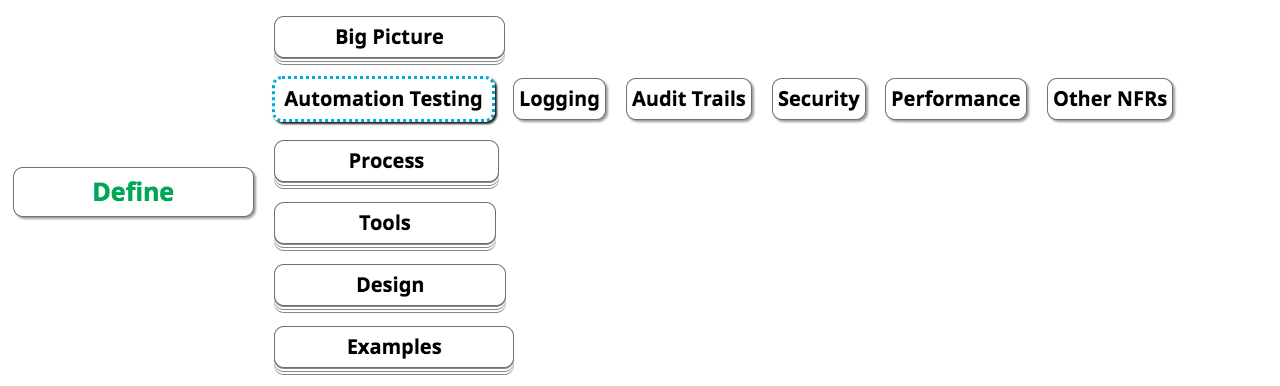 Big Picture
Automation Testing Logging Audit Trails Security Performance Other NFRs
Process
Define
Tools
Design
Examples